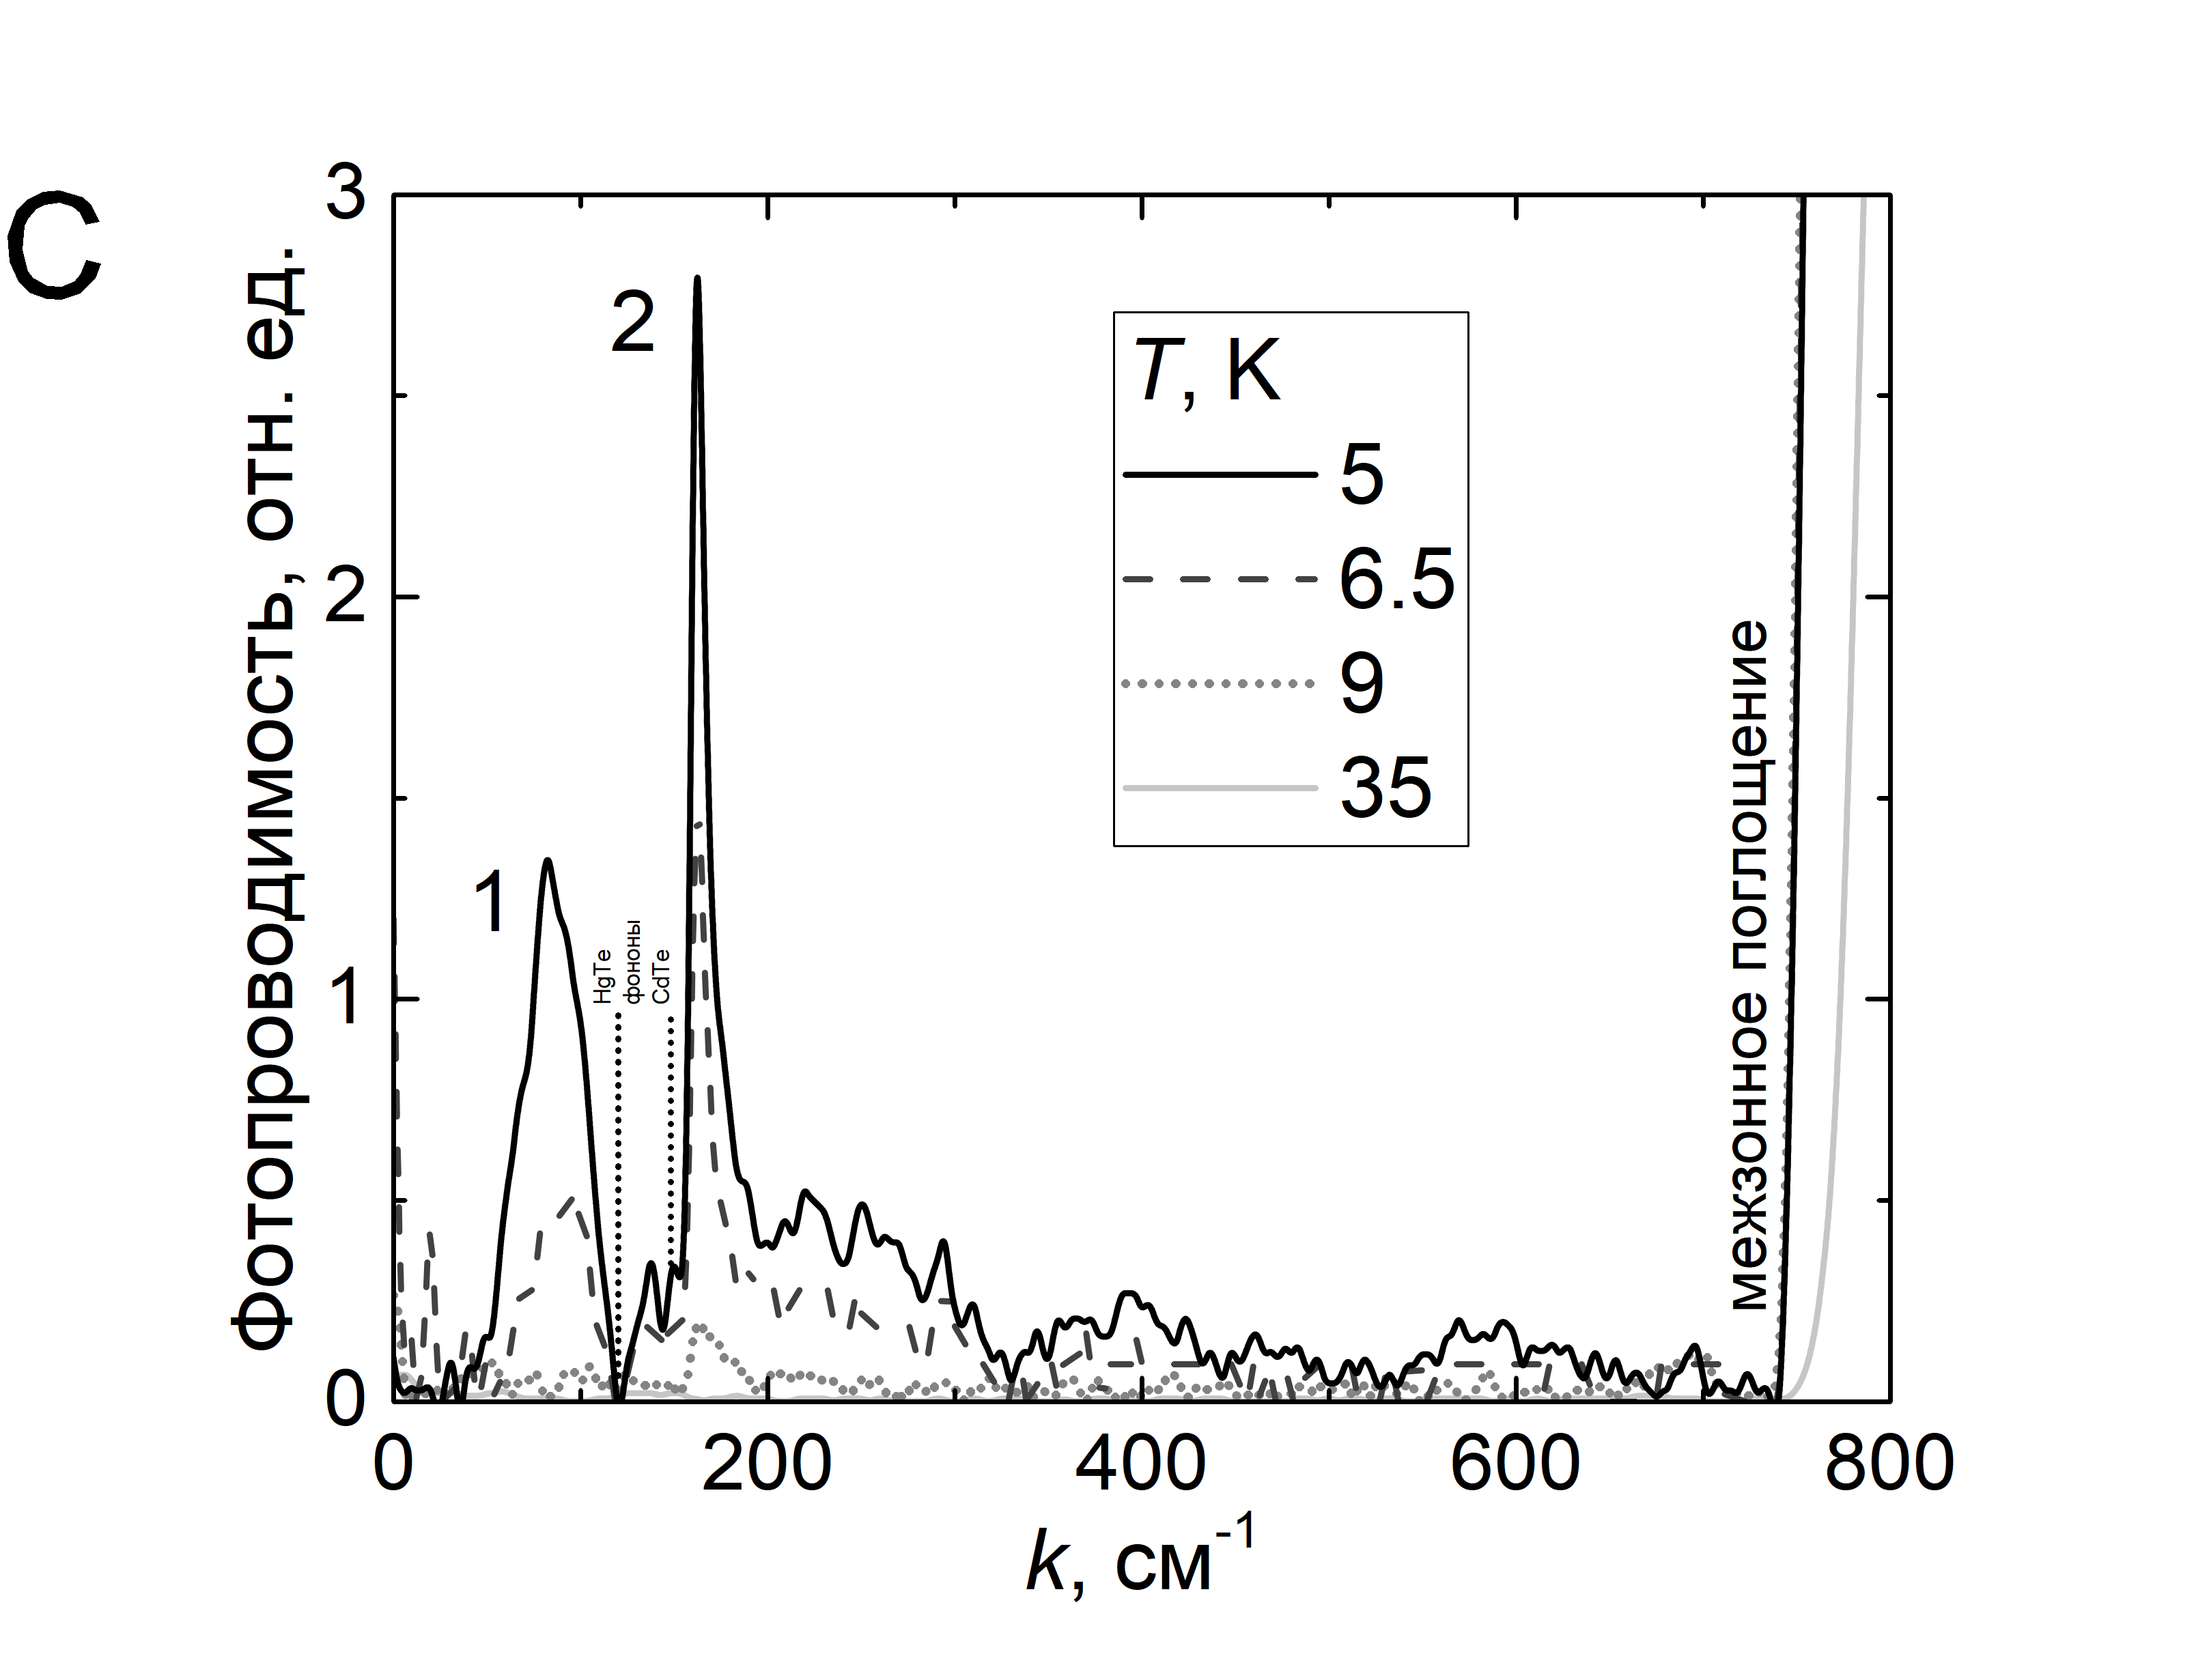 C
Фотопроводимость, отн. ед.
3
2
1
0
2
1
HgTe
фононы
CdTe
T, K
5
6.5
9
35
межзонное поглощение
0 200 400 600 800
k, см⁻¹